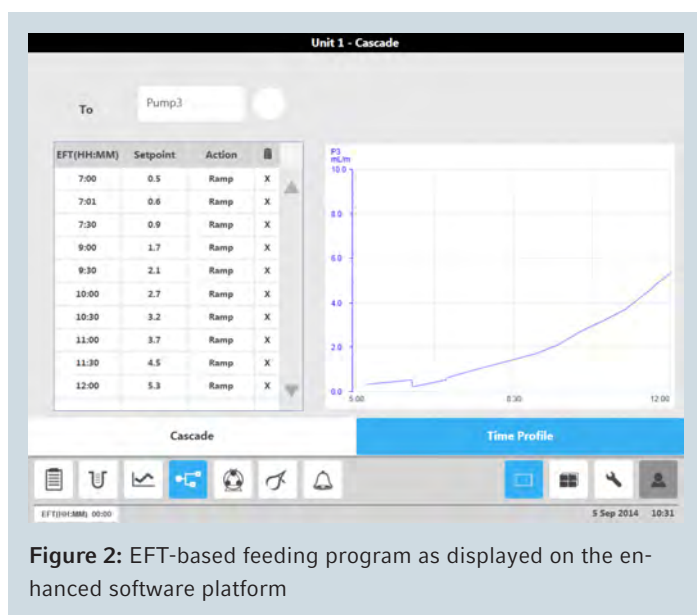 Unit 1 - Cascade
To Pump3
EFT(HH:MM) Setpoint Action
7:00 0.5 Ramp X
7:01 0.6 Ramp X
7:30 0.9 Ramp X
9:00 1.7 Ramp X
9:30 2.1 Ramp X
10:00 2.7 Ramp X
10:30 3.2 Ramp X
11:00 3.7 Ramp X
11:30 4.5 Ramp X
12:00 5.3 Ramp X
P3
mL/m
10.0
8.0
6.0
4.0
2.0
0.0
5:00 8:30 12:00
Cascade Time Profile
EFT(HH:MM) 00:00 5 Sep 2014 10:31
Figure 2: EFT-based feeding program as displayed on the en-
hanced software platform